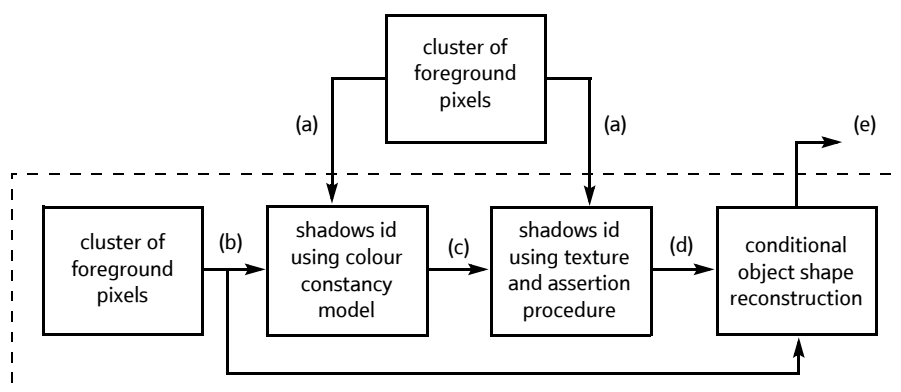 cluster of
foreground
pixels
(a)
(a)
(e)
cluster of
foreground
pixels
(b)
shadows id
using colour
constancy
model
(c)
shadows id
using texture
and assertion
procedure
(d)
conditional
object shape
reconstruction